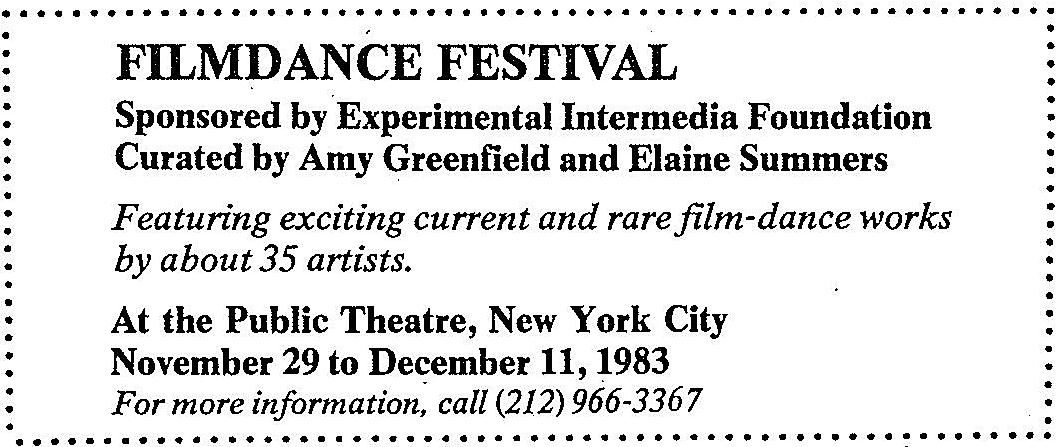 FILMDANCE FESTIVAL
Sponsored by Experimental Intermedia Foundation
Curated by Amy Greenfield and Elaine Summers
Featuring exciting current and rare film-dance works
by about 35 artists.
At the Public Theatre, New York City
November 29 to December 11, 1983
For more information, call (212) 966-3367